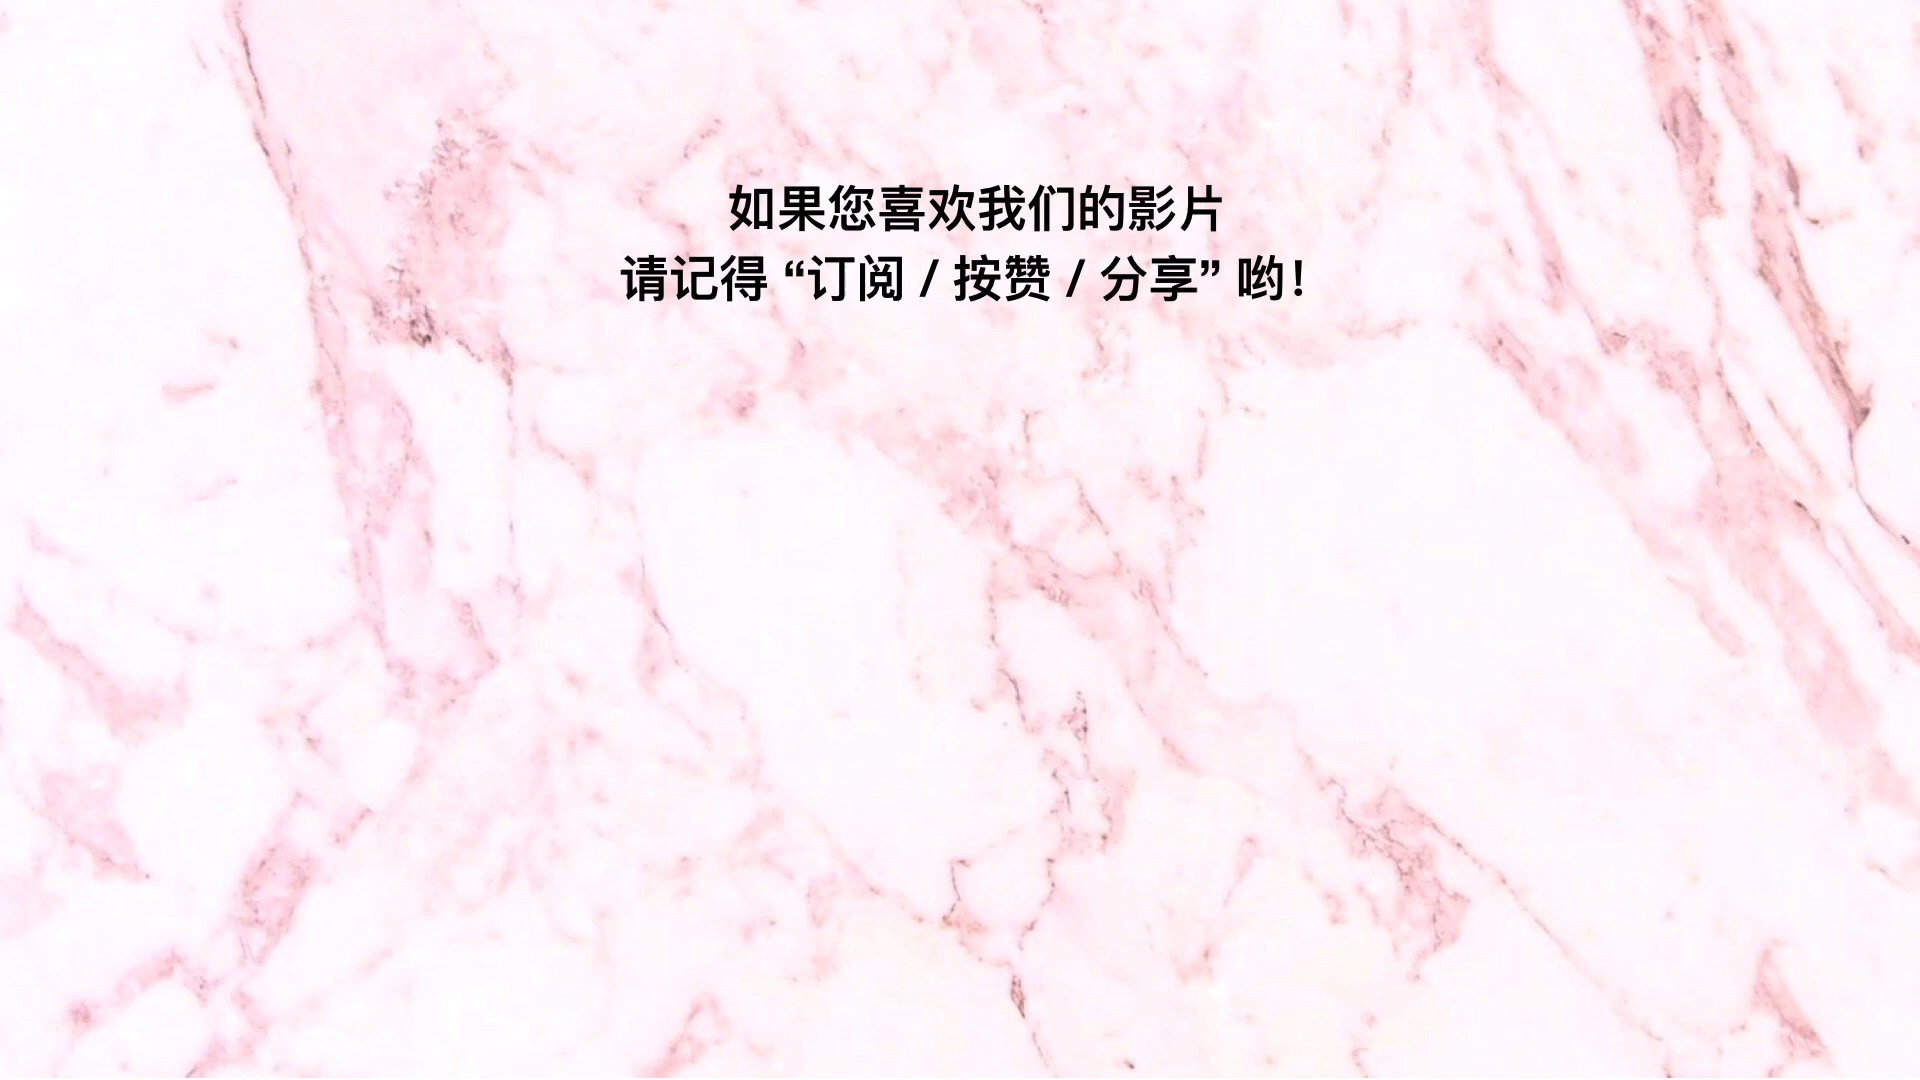 如果您喜欢我们的影片
请记得 “订阅 / 按赞 / 分享” 哟！